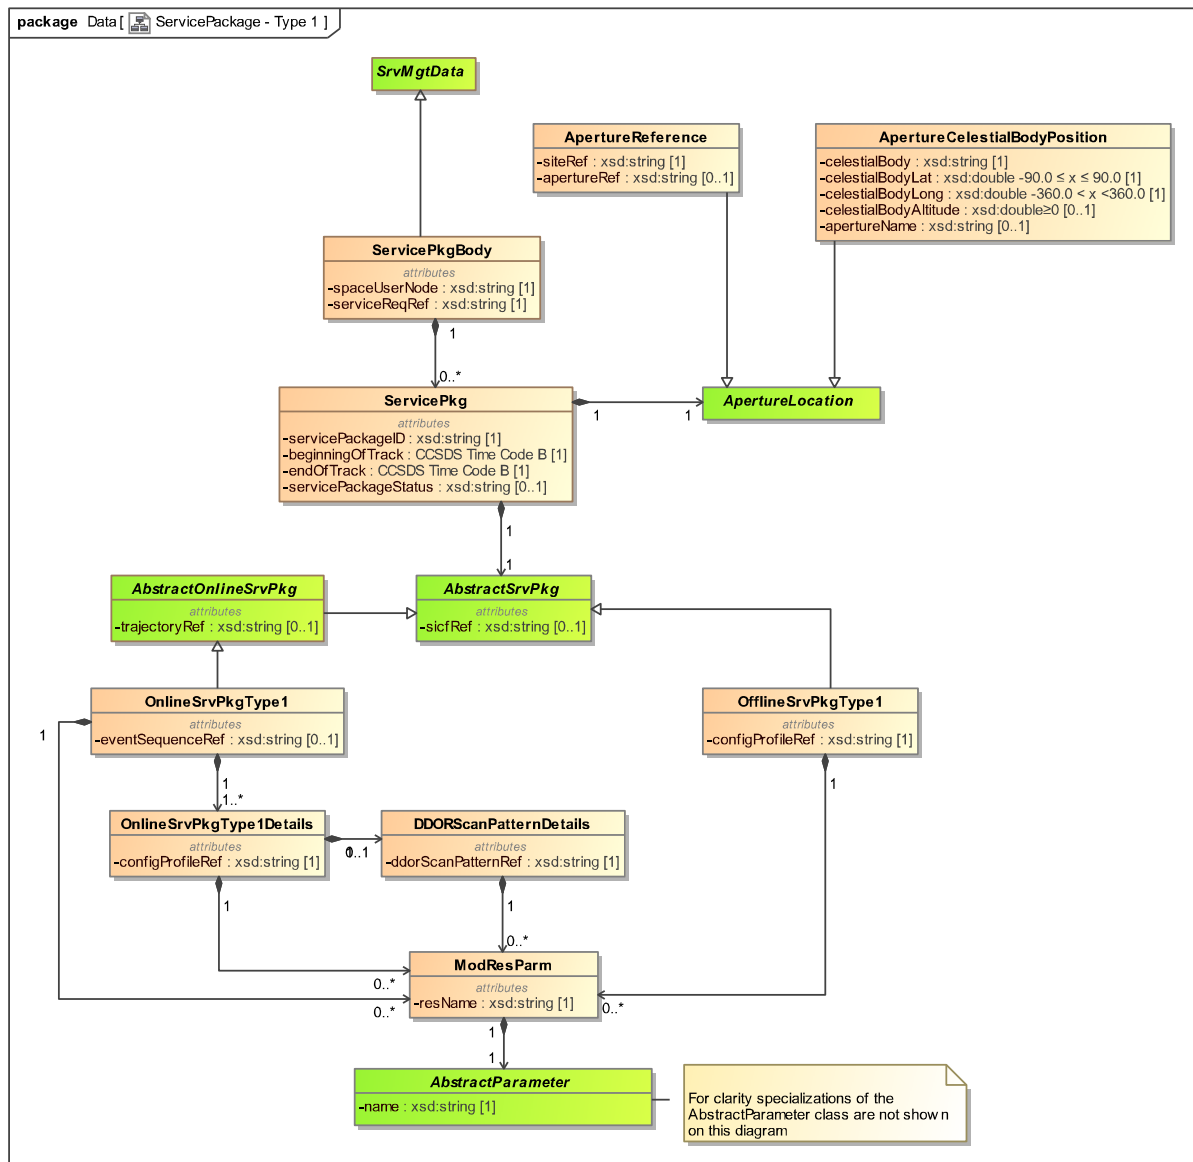 package Data [ ServicePackage - Type 1 ]
SrvMgtData
ApertureReference
-siteRef : xsd:string [1]
-apertureRef : xsd:string [0..1]
ApertureCelestialBodyPosition
-celestialBody : xsd:string [1]
-celestialBodyLat : xsd:double -90.0 ≤ x ≤ 90.0 [1]
-celestialBodyLong : xsd:double -360.0 < x <360.0 [1]
-celestialBodyAltitude : xsd:double≥0 [0..1]
-apertureName : xsd:string [0..1]
ServicePkgBody
attributes
-spaceUserNode : xsd:string [1]
-serviceReqRef : xsd:string [1]
1
0..*
ServicePkg
attributes
-servicePackageID : xsd:string [1]
-beginningOfTrack : CCSDS Time Code B [1]
-endOfTrack : CCSDS Time Code B [1]
-servicePackageStatus : xsd:string [0..1]
1
1
ApertureLocation
1
1
AbstractOnlineSrvPkg
attributes
-trajectoryRef : xsd:string [0..1]
AbstractSrvPkg
attributes
-sicfRef : xsd:string [0..1]
OnlineSrvPkgType1
attributes
-eventSequenceRef : xsd:string [0..1]
1
1
1..*
OfflineSrvPkgType1
attributes
-configProfileRef : xsd:string [1]
1
OnlineSrvPkgType1Details
attributes
-configProfileRef : xsd:string [1]
1
0..1
DDORScanPatternDetails
attributes
-ddorScanPatternRef : xsd:string [1]
1
1
0..*
0..*
0..*
0..*
ModResParm
attributes
-resName : xsd:string [1]
1
1
AbstractParameter
-name : xsd:string [1]
For clarity specializations of the
AbstractParameter class are not shown
on this diagram